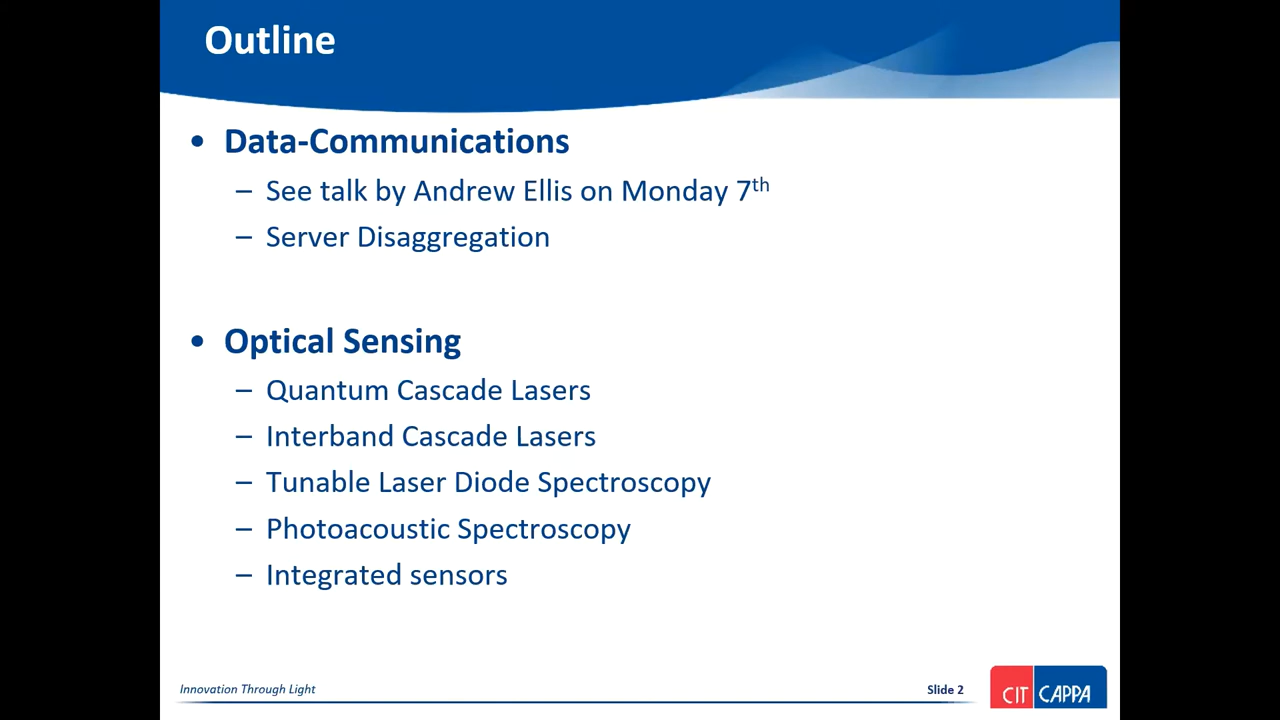 Outline
• Data-Communications
– See talk by Andrew Ellis on Monday 7th
– Server Disaggregation
• Optical Sensing
– Quantum Cascade Lasers
– Interband Cascade Lasers
– Tunable Laser Diode Spectroscopy
– Photoacoustic Spectroscopy
– Integrated sensors
Innovation Through Light
Slide 2
CIT CAPPA